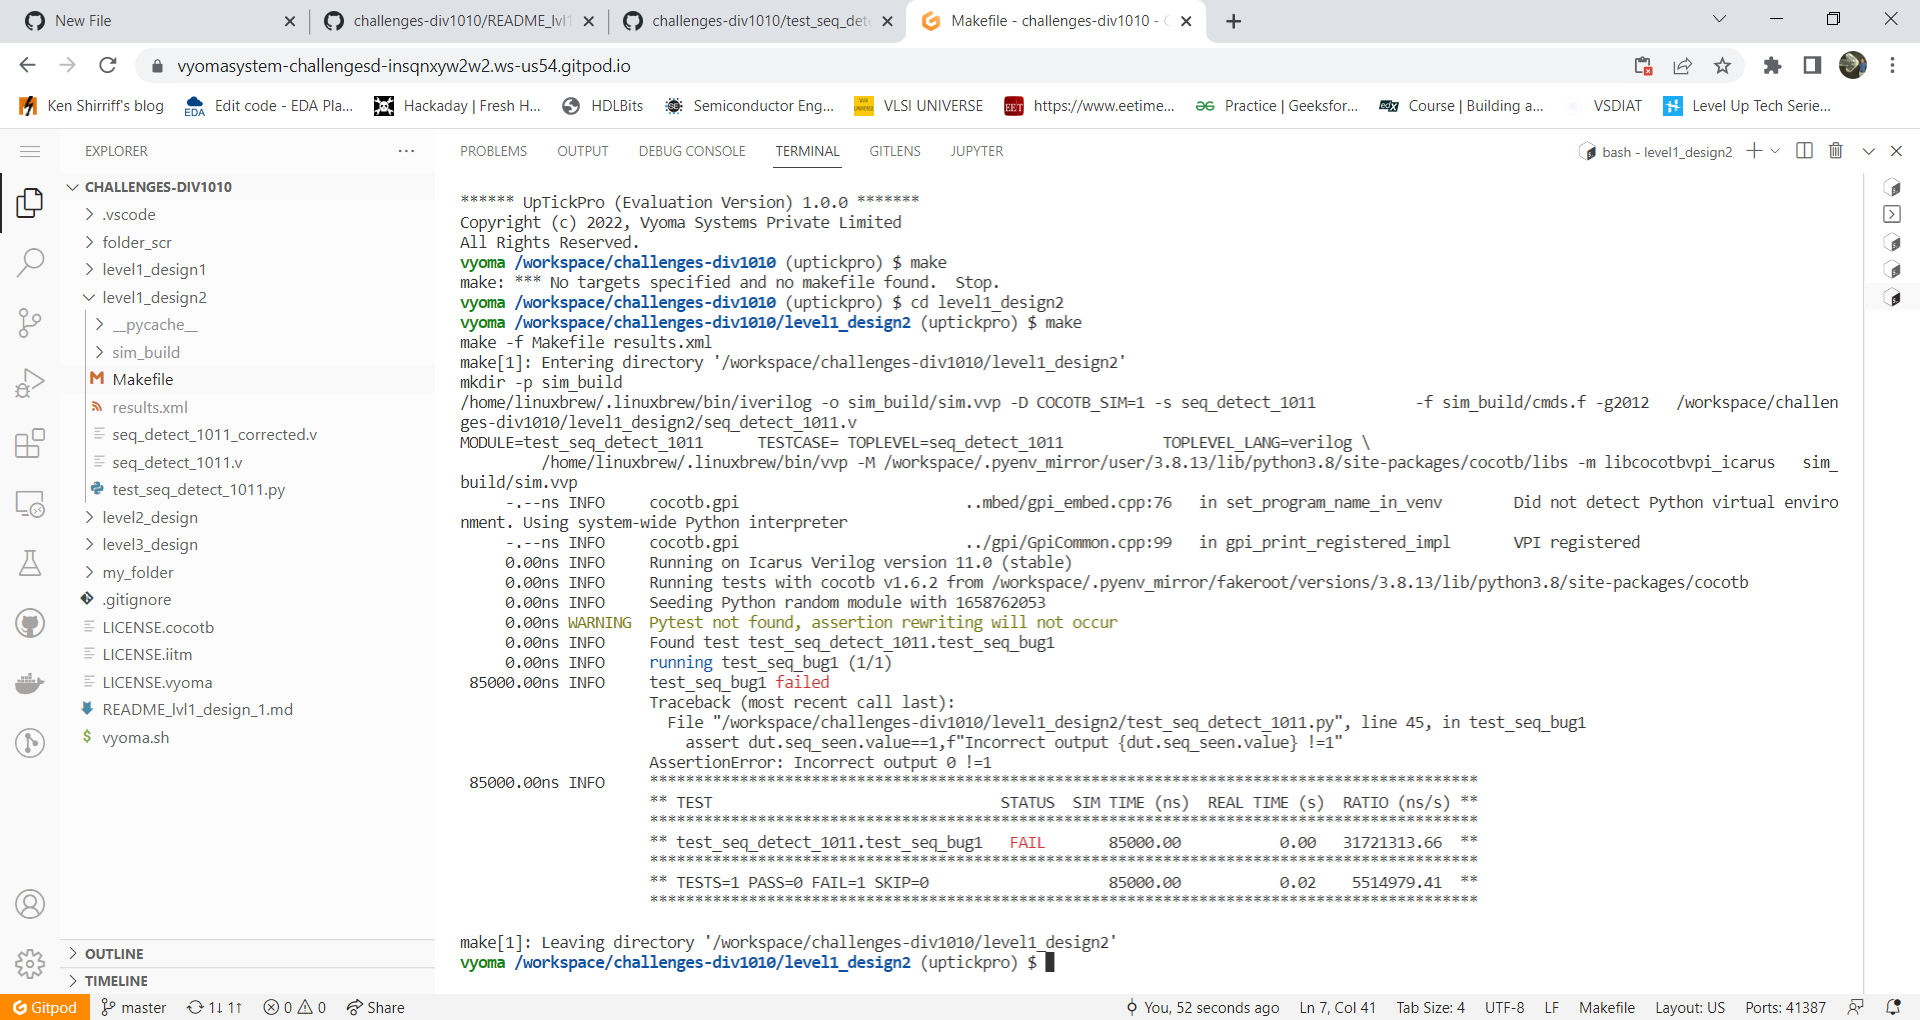 New File
challenges-div1010/README_lvl1
challenges-div1010/test_seq_det
Makefile - challenges-div1010 -
vyomasystem-challengesd-insqnxyw2w2.ws-us54.gitpod.io
Ken Shirriff's blog
Edit code - EDA Pla...
Hackaday | Fresh H...
HDLBits
Semiconductor Eng...
VLSI UNIVERSE
https://www.eetime...
Practice | Geeksfor...
Course | Building a...
VSDIAT
Level Up Tech Serie...
EXPLORER
PROBLEMS OUTPUT DEBUG CONSOLE TERMINAL GITLENS JUPYTER
bash - level1_design2
CHALLENGES-DIV1010
.vscode
folder_scr
level1_design1
level1_design2
__pycache__
sim_build
Makefile
results.xml
seq_detect_1011_corrected.v
seq_detect_1011.v
test_seq_detect_1011.py
level2_design
level3_design
my_folder
.gitignore
LICENSE.cocotb
LICENSE.iitm
LICENSE.vyoma
README_lvl1_design_1.md
vyoma.sh
OUTLINE
TIMELINE
****** UpTickPro (Evaluation Version) 1.0.0 *******
Copyright (c) 2022, Vyoma Systems Private Limited
All Rights Reserved.
vyoma /workspace/challenges-div1010 (uptickpro) $ make
make: *** No targets specified and no makefile found.  Stop.
vyoma /workspace/challenges-div1010 (uptickpro) $ cd level1_design2
vyoma /workspace/challenges-div1010/level1_design2 (uptickpro) $ make
make -f Makefile results.xml
make[1]: Entering directory '/workspace/challenges-div1010/level1_design2'
mkdir -p sim_build
/home/linuxbrew/.linuxbrew/bin/iverilog -o sim_build/sim.vvp -D COCOTB_SIM=1 -s seq_detect_1011 -f sim_build/cmds.f -g2012 /workspace/challen
ges-div1010/level1_design2/seq_detect_1011.v
MODULE=test_seq_detect_1011 TESTCASE= TOPLEVEL=seq_detect_1011 TOPLEVEL_LANG=verilog \
/home/linuxbrew/.linuxbrew/bin/vvp -M /workspace/.pyenv_mirror/user/3.8.13/lib/python3.8/site-packages/cocotb/libs -m libcocotbvpi_icarus sim_
build/sim.vvp
-.--ns INFO cocotb.gpi ..mbed/gpi_embed.cpp:76 in set_program_name_in_venv Did not detect Python virtual enviro
nment. Using system-wide Python interpreter
-.--ns INFO cocotb.gpi ../gpi/GpiCommon.cpp:99 in gpi_print_registered_impl VPI registered
0.00ns INFO Running on Icarus Verilog version 11.0 (stable)
0.00ns INFO Running tests with cocotb v1.6.2 from /workspace/.pyenv_mirror/fakeroot/versions/3.8.13/lib/python3.8/site-packages/cocotb
0.00ns INFO Seeding Python random module with 1658762053
0.00ns WARNING Pytest not found, assertion rewriting will not occur
0.00ns INFO Found test test_seq_detect_1011.test_seq_bug1
0.00ns INFO running test_seq_bug1 (1/1)
85000.00ns INFO test_seq_bug1 failed
Traceback (most recent call last):
File "/workspace/challenges-div1010/level1_design2/test_seq_detect_1011.py", line 45, in test_seq_bug1
assert dut.seq_seen.value==1,f"Incorrect output {dut.seq_seen.value} !=1"
AssertionError: Incorrect output 0 !=1
85000.00ns INFO ********************************************************************************************
** TEST STATUS SIM TIME (ns) REAL TIME (s) RATIO (ns/s) **
********************************************************************************************
** test_seq_detect_1011.test_seq_bug1 FAIL 85000.00 0.00 31721313.66 **
********************************************************************************************
** TESTS=1 PASS=0 FAIL=1 SKIP=0 85000.00 0.02 5514979.41 **
********************************************************************************************
make[1]: Leaving directory '/workspace/challenges-div1010/level1_design2'
vyoma /workspace/challenges-div1010/level1_design2 (uptickpro) $
Gitpod master 1↓ 1↑ 0 0 Share
You, 52 seconds ago Ln 7, Col 41 Tab Size: 4 UTF-8 LF Makefile Layout: US Ports: 41387